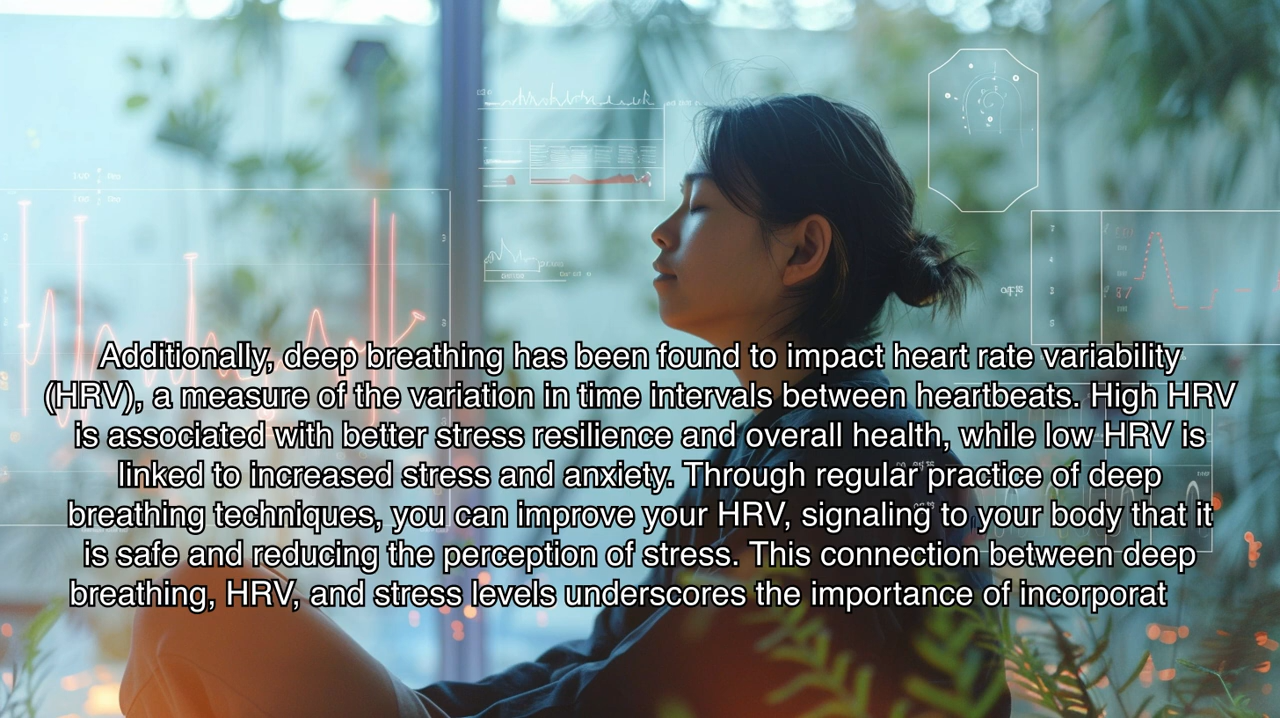 Additionally, deep breathing has been found to impact heart rate variability
(HRV), a measure of the variation in time intervals between heartbeats. High HRV
is associated with better stress resilience and overall health, while low HRV is
linked to increased stress and anxiety. Through regular practice of deep
breathing techniques, you can improve your HRV, signaling to your body that it
is safe and reducing the perception of stress. This connection between deep
breathing, HRV, and stress levels underscores the importance of incorporat